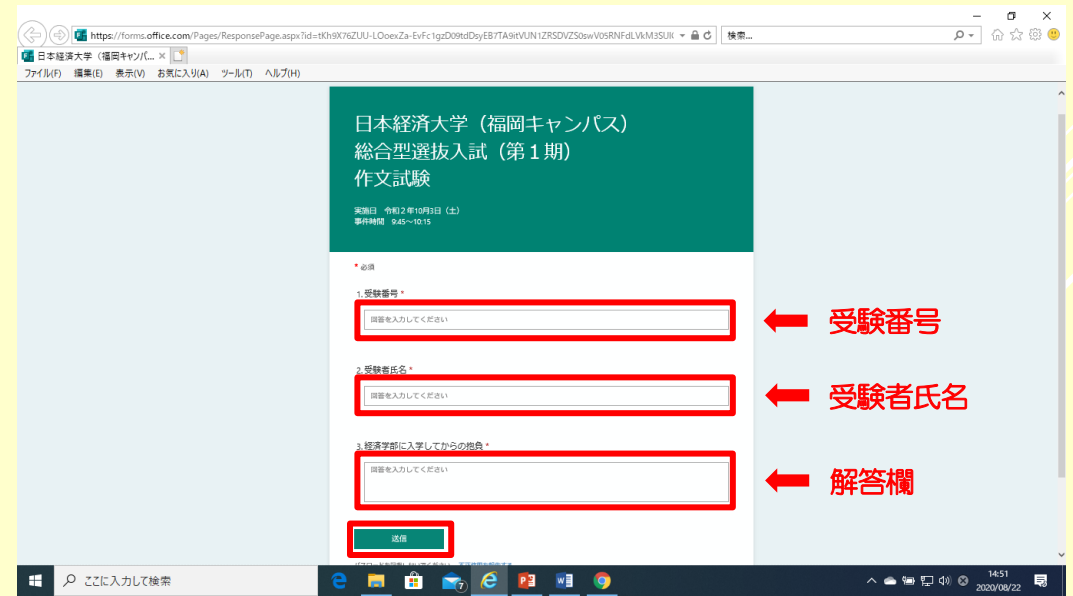 https://forms.office.com/Pages/ResponsePage.aspx?id=tKh9X76ZUU-LOoexZa-EvFc1gzD09tdDsyEB7TA9itVUN1ZRSDVZS0swV05RNFdLVkM3SUlK
検索...
日本経済大学（福岡キャンパ...
ファイル(F) 編集(E) 表示(V) お気に入り(A) ツール(T) ヘルプ(H)
日本経済大学（福岡キャンパス）
総合型選抜入試（第１期）
作文試験
実施日 令和２年10月3日（土）
事件時間 9:45～10:15
* 必須
1.受験番号 *
回答を入力してください
受験番号
2.受験者氏名 *
回答を入力してください
受験者氏名
3.経済学部に入学してからの抱負 *
回答を入力してください
解答欄
送信
ここに入力して検索
7
14:51
2020/08/22